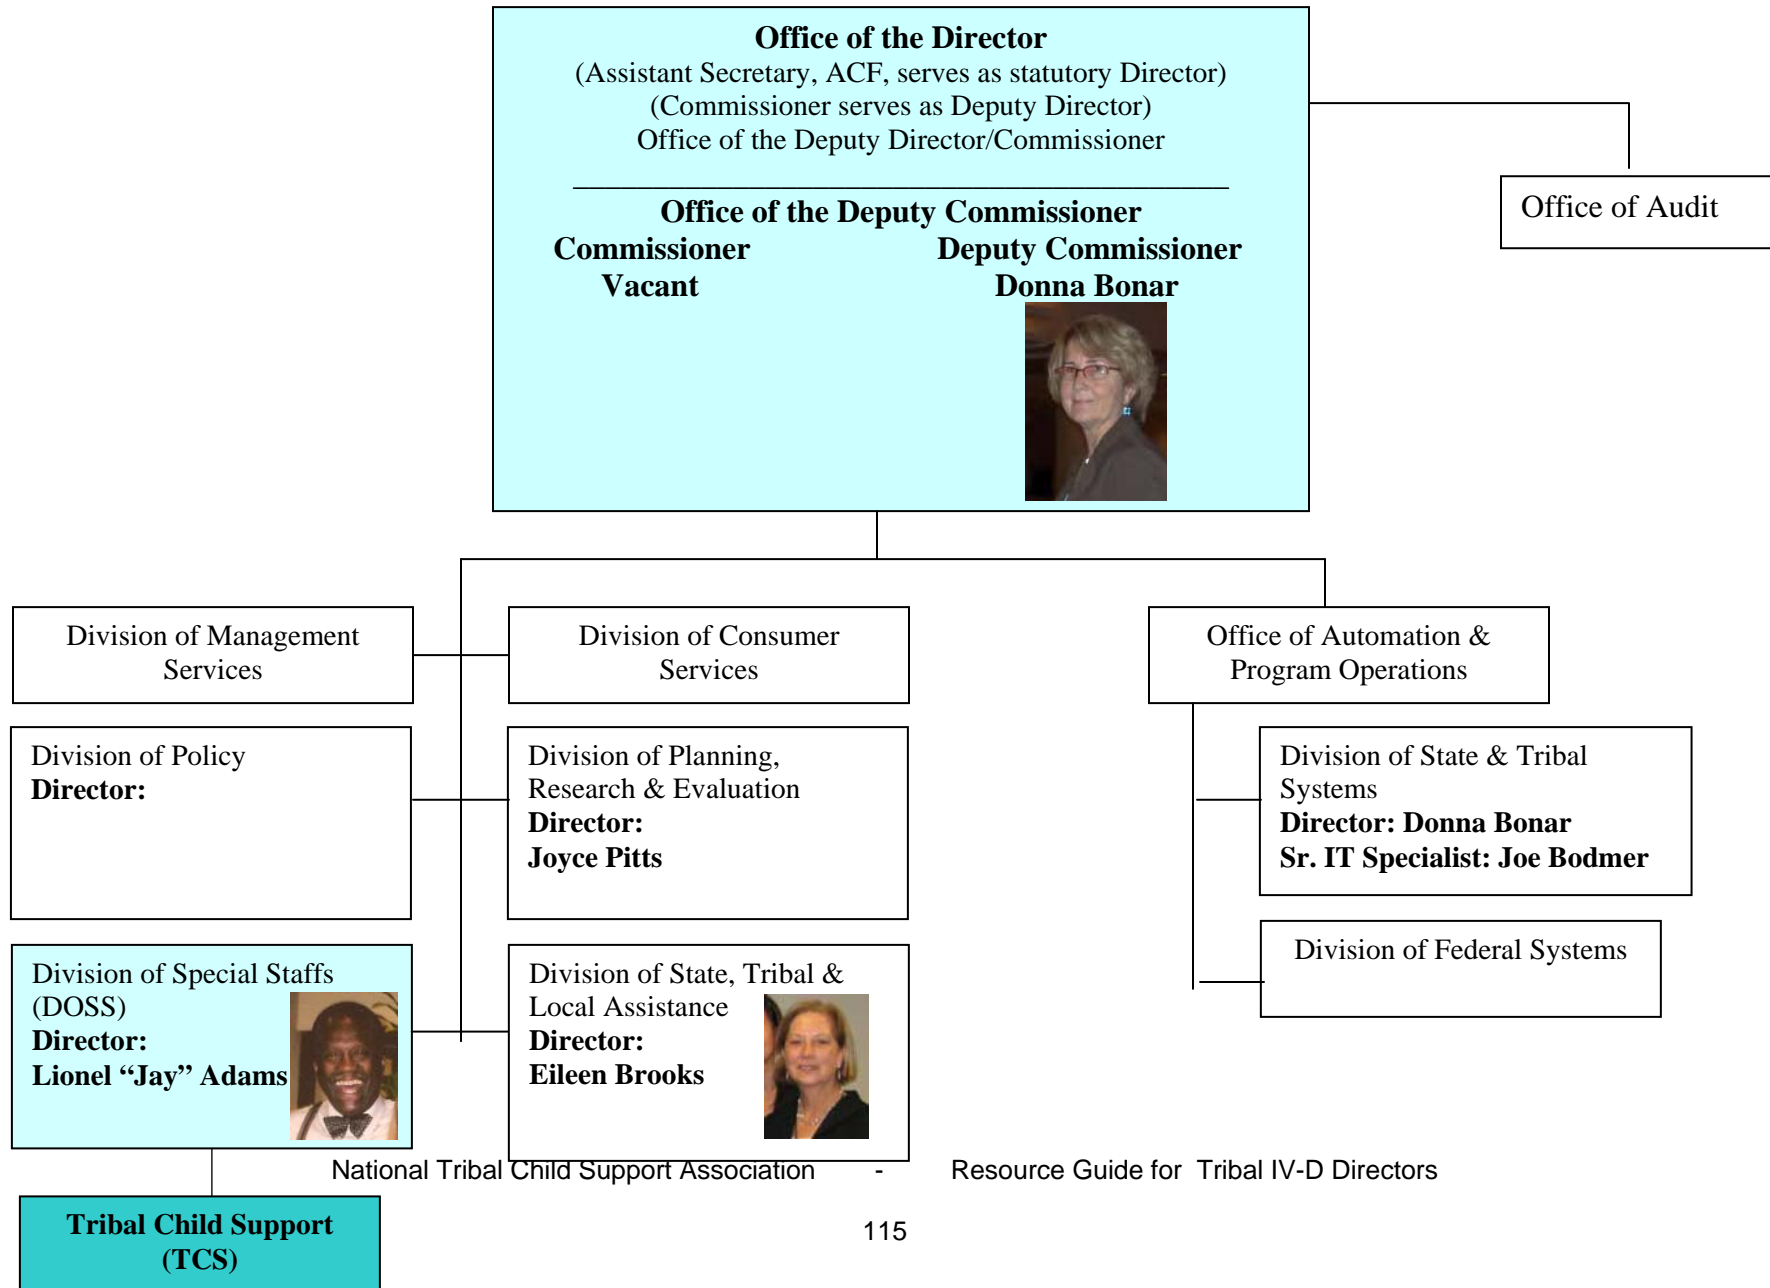 Office of the Director
(Assistant Secretary, ACF, serves as statutory Director)
(Commissioner serves as Deputy Director)
Office of the Deputy Director/Commissioner
Office of the Deputy Commissioner
Commissioner Deputy Commissioner
Vacant Donna Bonar
Office of Audit
Division of Management
Services
Division of Consumer
Services
Office of Automation &
Program Operations
Division of Policy
Director:
Division of Planning,
Research & Evaluation
Director:
Joyce Pitts
Division of State & Tribal
Systems
Director: Donna Bonar
Sr. IT Specialist: Joe Bodmer
Division of Special Staffs
(DOSS)
Director:
Lionel “Jay” Adams
Division of State, Tribal &
Local Assistance
Director:
Eileen Brooks
Division of Federal Systems
National Tribal Child Support Association - Resource Guide for Tribal IV-D Directors
Tribal Child Support
(TCS)
115